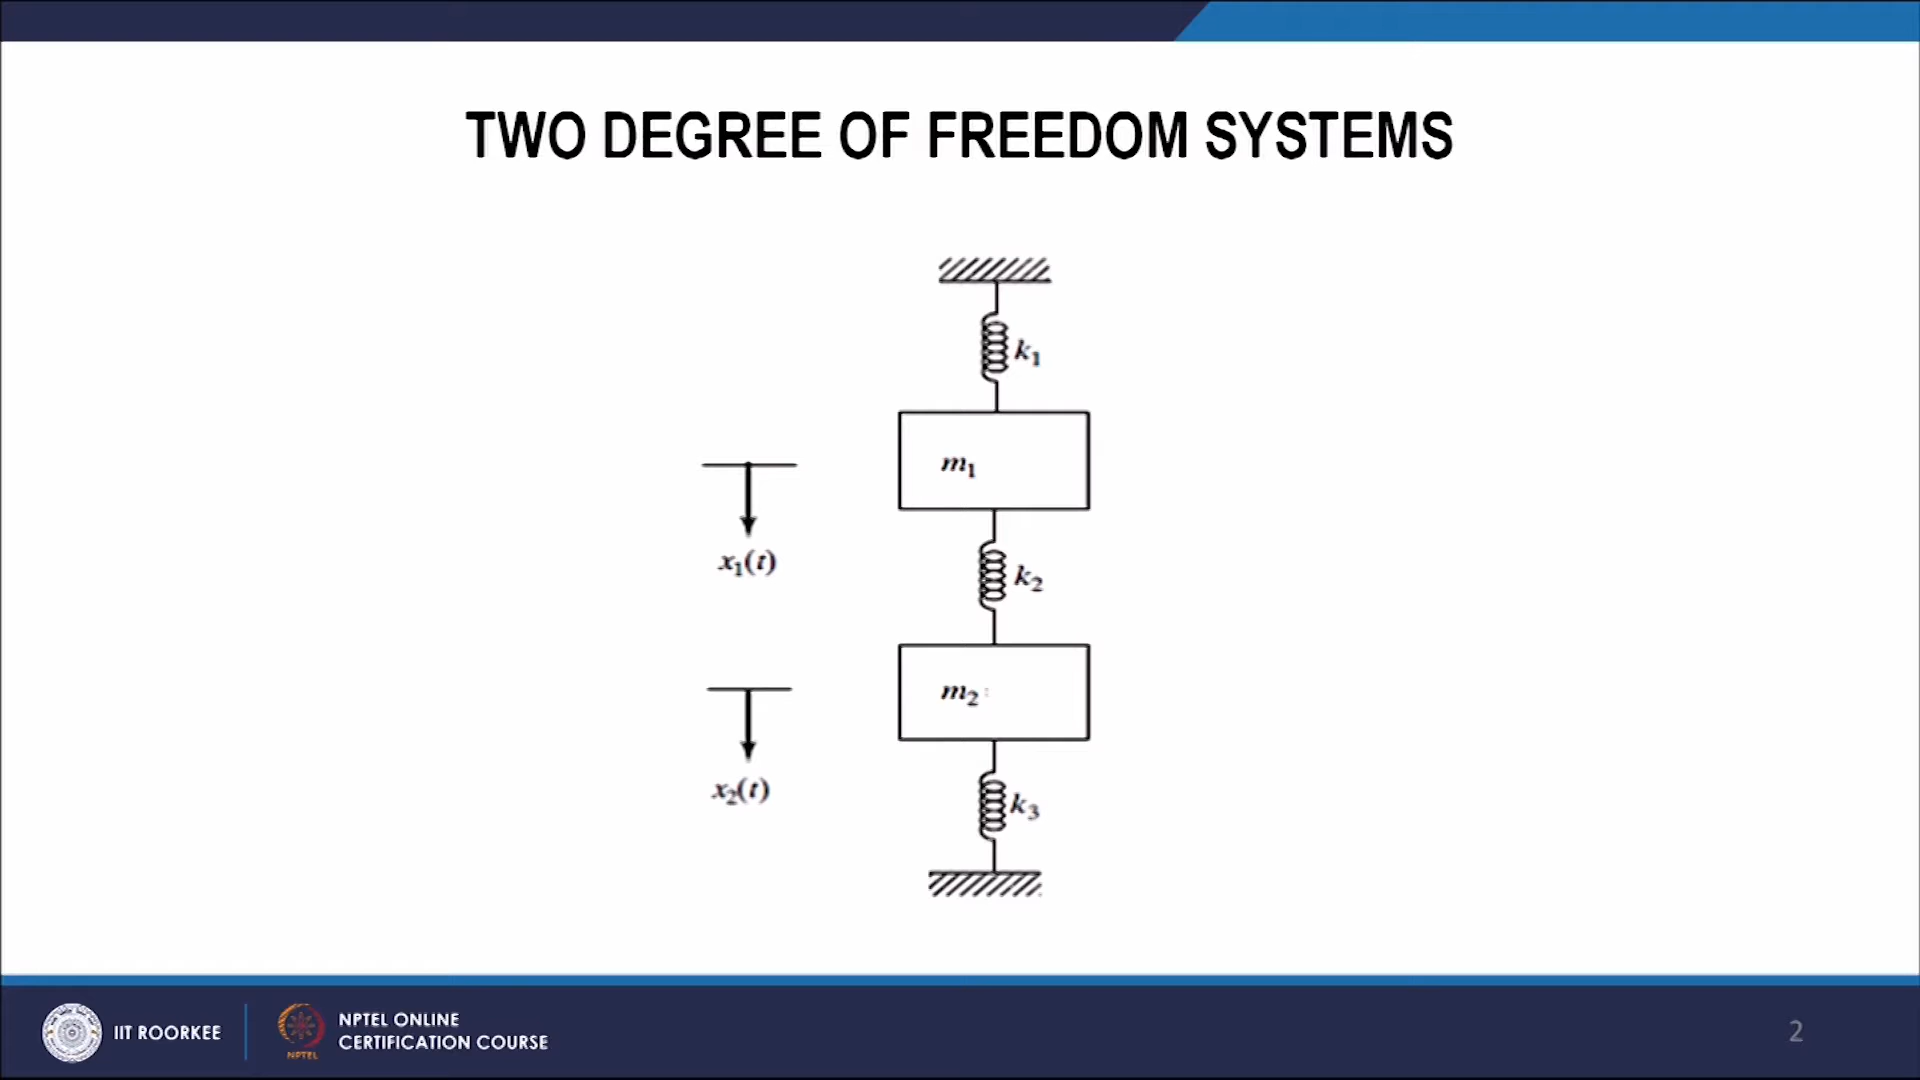 TWO DEGREE OF FREEDOM SYSTEMS
k₁
m₁
x₁(t)
k₂
m₂
x₂(t)
k₃
IIT ROORKEE
NPTEL
NPTEL ONLINE
CERTIFICATION COURSE
2